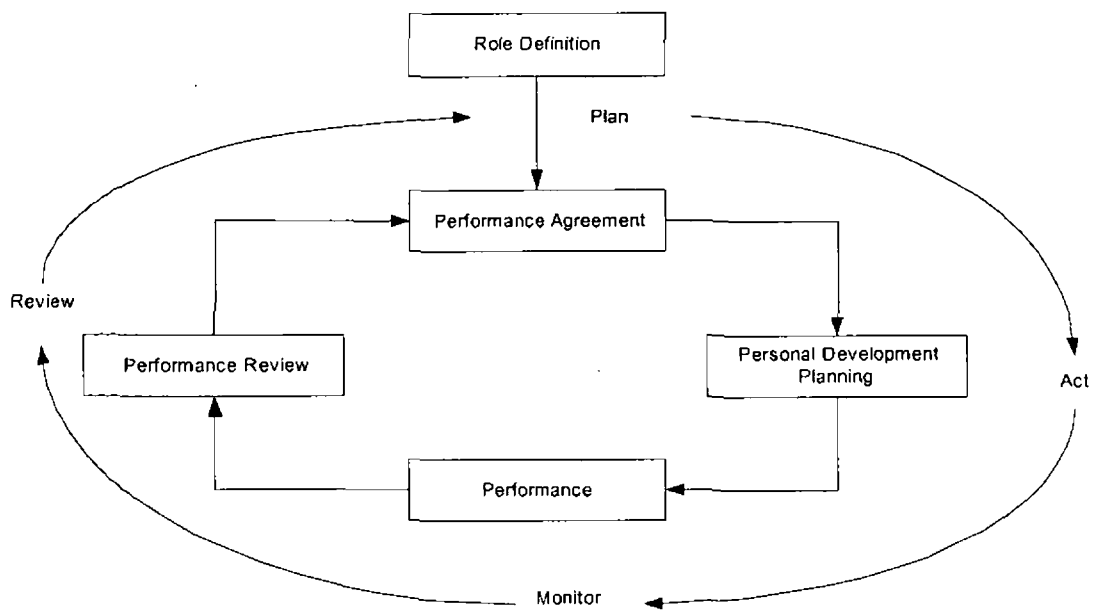 Role Definition
Plan
Performance Agreement
Review
Performance Review
Personal Development
Planning
Act
Performance
Monitor